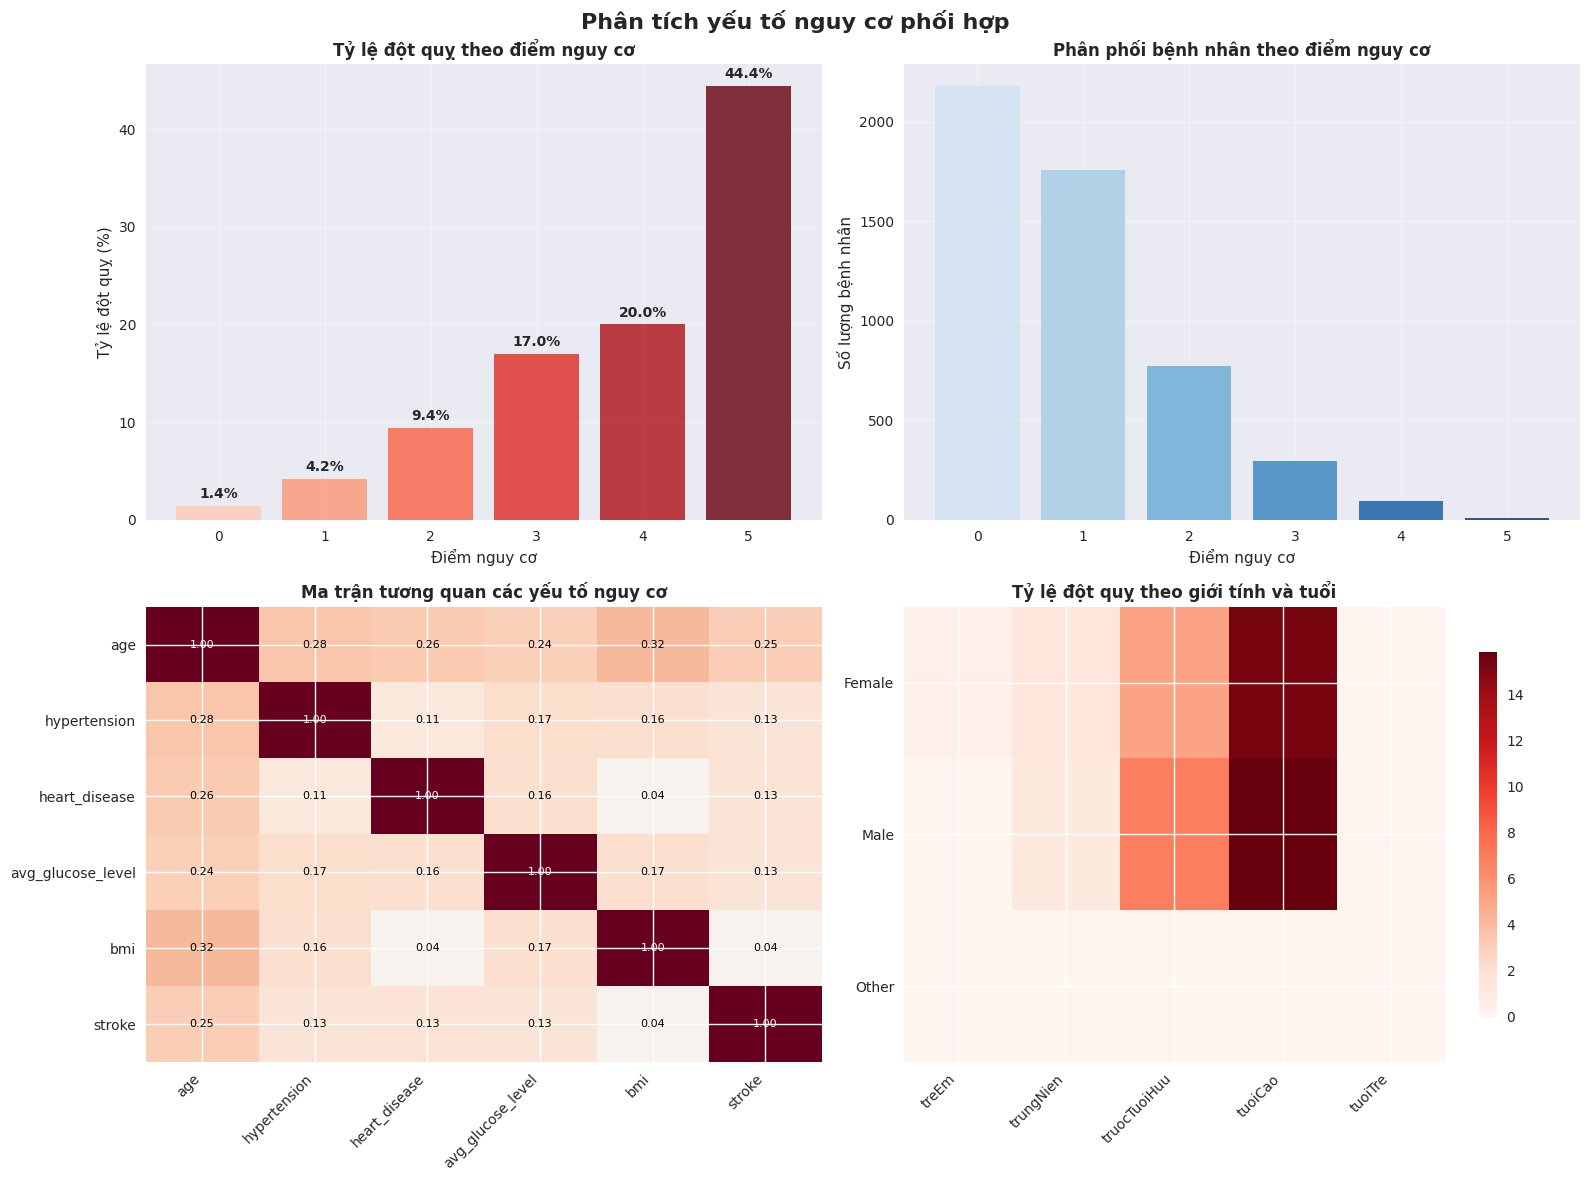 Phân tích yếu tố nguy cơ phối hợp
Tỷ lệ đột quỵ theo điểm nguy cơ
Tỷ lệ đột quỵ (%)
40
30
20
10
0
1.4%
4.2%
9.4%
17.0%
20.0%
44.4%
0 1 2 3 4 5
Điểm nguy cơ
Phân phối bệnh nhân theo điểm nguy cơ
Số lượng bệnh nhân
2000
1500
1000
500
0
0 1 2 3 4 5
Điểm nguy cơ
Ma trận tương quan các yếu tố nguy cơ
age 1.00 0.28 0.26 0.24 0.32 0.25
hypertension 0.28 1.00 0.11 0.17 0.16 0.13
heart_disease 0.26 0.11 1.00 0.16 0.04 0.13
avg_glucose_level 0.24 0.17 0.16 1.00 0.17 0.13
bmi 0.32 0.16 0.04 0.17 1.00 0.04
stroke 0.25 0.13 0.13 0.13 0.04 1.00
age hypertension heart_disease avg_glucose_level bmi stroke
Tỷ lệ đột quỵ theo giới tính và tuổi
Female
Male
Other
treEm trungNien truocTuoiHuu tuoiCao tuoiTre
14
12
10
8
6
4
2
0